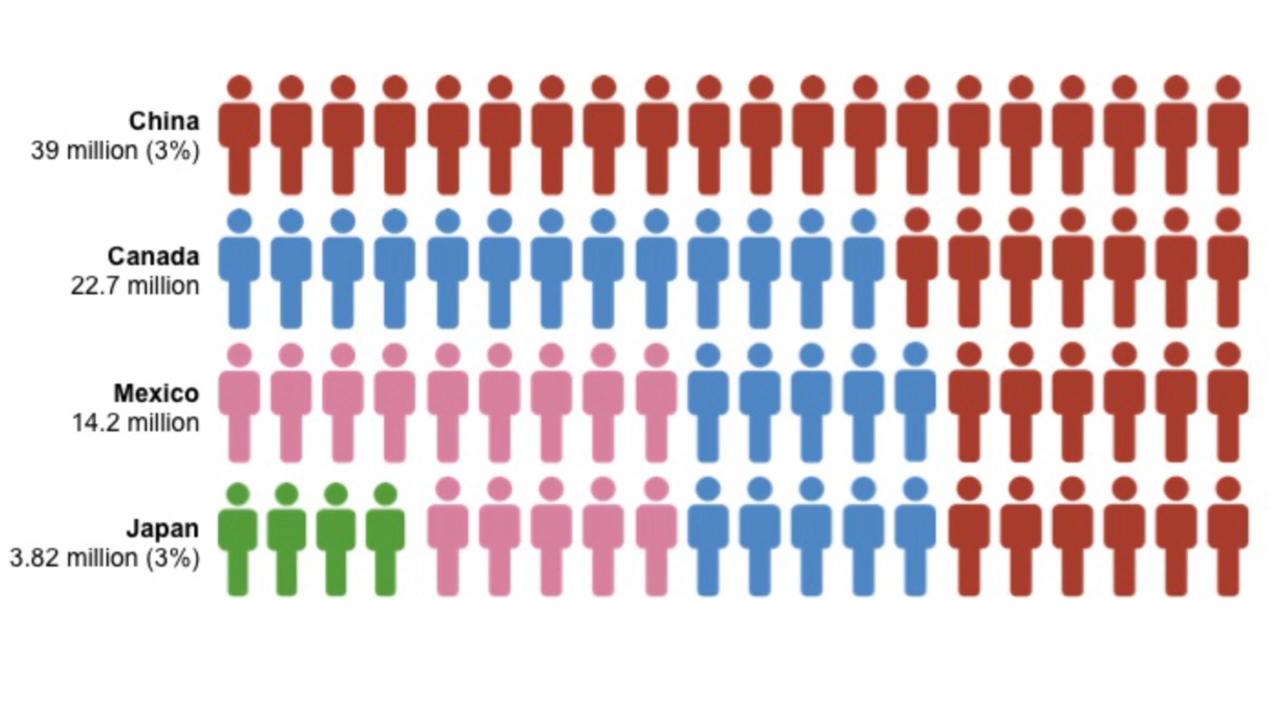 China
39 million (3%)
Canada
22.7 million
Mexico
14.2 million
Japan
3.82 million (3%)